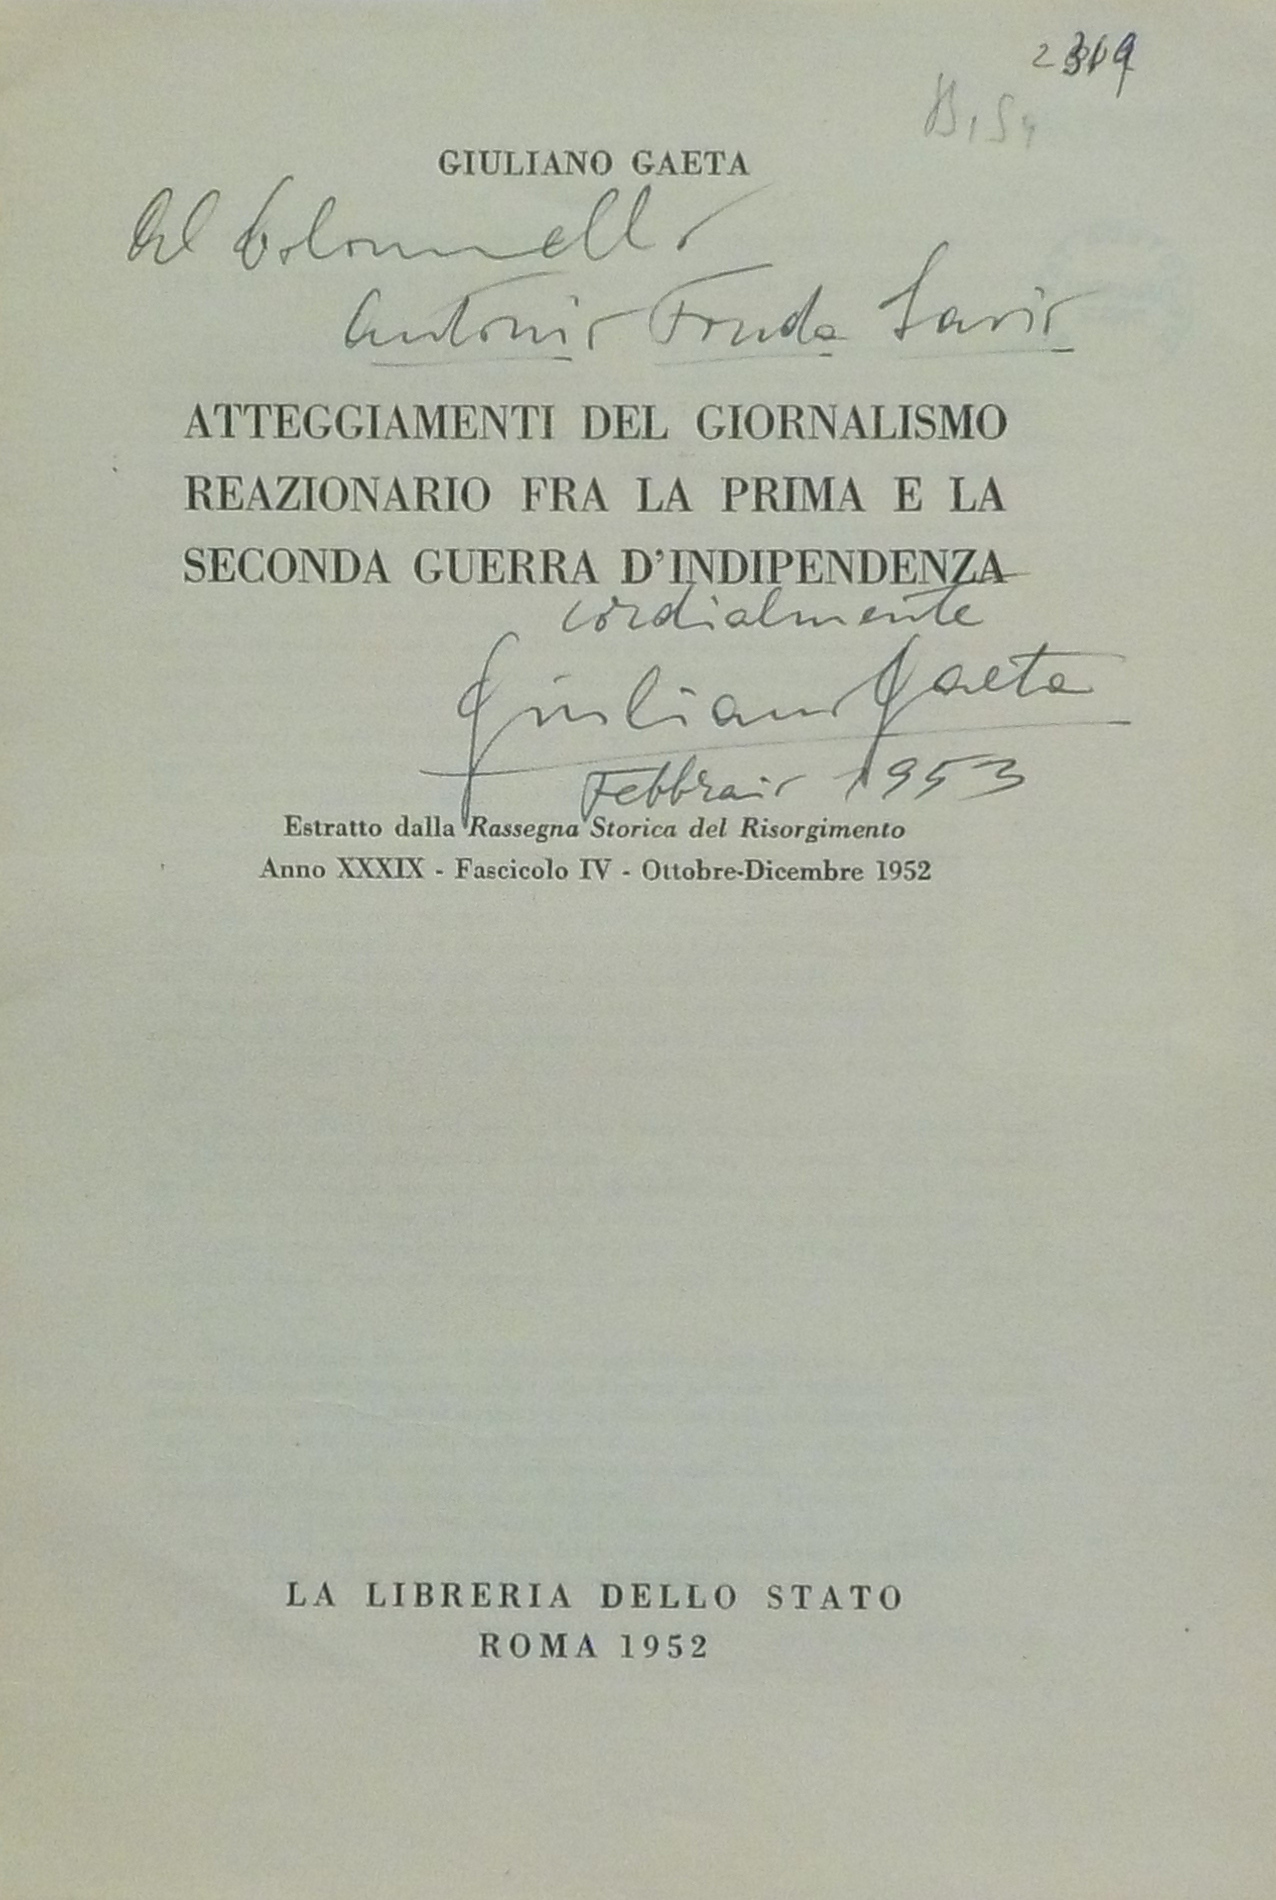 GIULIANO GAETA
Al Colonnello
Antonio Fonda Savio
ATTEGGIAMENTI DEL GIORNALISMO
REAZIONARIO FRA LA PRIMA E LA
SECONDA GUERRA D'INDIPENDENZA
cordialmente
Giuliano Gaeta
Febbraio 1953
Estratto dalla Rassegna Storica del Risorgimento
Anno XXXIX - Fascicolo IV - Ottobre-Dicembre 1952
LA LIBRERIA DELLO STATO
ROMA 1952